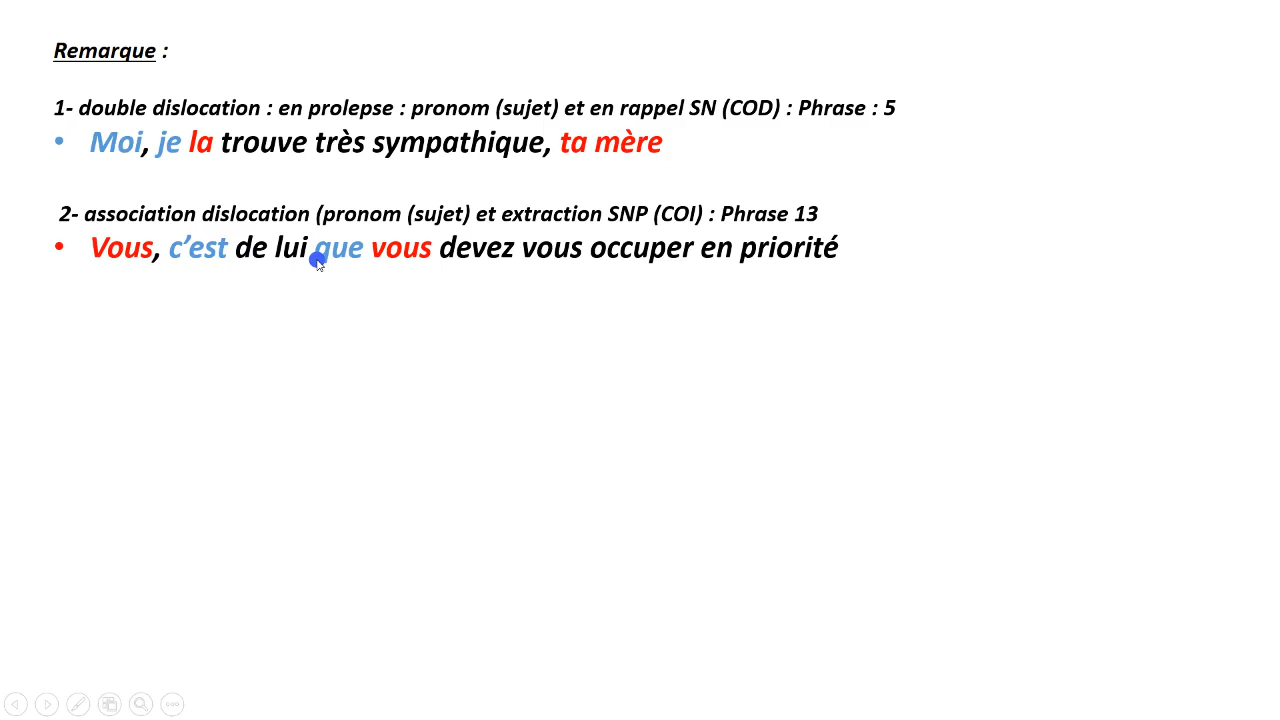 Remarque :
1- double dislocation : en prolepse : pronom (sujet) et en rappel SN (COD) : Phrase : 5
• Moi, je la trouve très sympathique, ta mère
2- association dislocation (pronom (sujet) et extraction SNP (COI) : Phrase 13
• Vous, c’est de lui que vous devez vous occuper en priorité